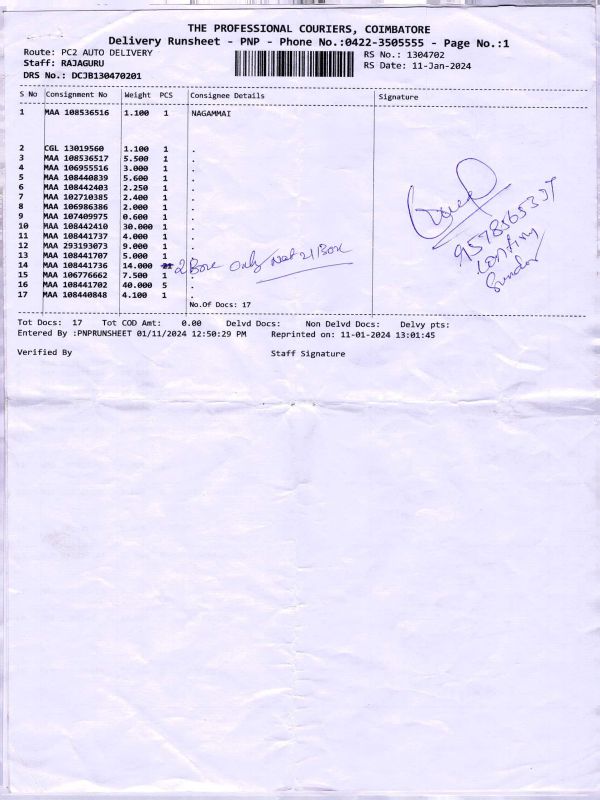 THE PROFESSIONAL COURIERS, COIMBATORE
Delivery Runsheet - PNP - Phone No.:0422-3505555 - Page No.:1
Route: PC2 AUTO DELIVERY
RS No.: 1304702
Staff: RAJAGURU
RS Date: 11-Jan-2024
DRS No.: DCJB130470201
S No Consignment No Weight PCS Consignee Details Signature
1 MAA 108536516 1.100 1 NAGAMMAI
2 CGL 13019560 1.100 1 .
3 MAA 108536517 5.500 1 .
4 MAA 106955516 3.000 1 .
5 MAA 108440839 5.600 1 .
6 MAA 108442403 2.250 1 .
7 MAA 102710385 2.400 1 .
8 MAA 106986386 2.000 1 .
9 MAA 107409975 0.600 1 .
10 MAA 108442410 30.000 1 .
11 MAA 108441737 4.000 1 .
12 MAA 293193073 9.000 1 .
13 MAA 108441707 5.000 1 .
14 MAA 108441736 14.000 21 2 Box only Not 21 Box
15 MAA 106776662 7.500 1 .
16 MAA 108441702 40.000 5 .
17 MAA 108440848 4.100 1 .
No.Of Docs: 17
9578565307
Sundar
Tot Docs: 17 Tot COD Amt: 0.00 Delvd Docs: Non Delvd Docs: Delvy pts:
Entered By :PNPRUNSHEET 01/11/2024 12:50:29 PM Reprinted on: 11-01-2024 13:01:45
Verified By Staff Signature